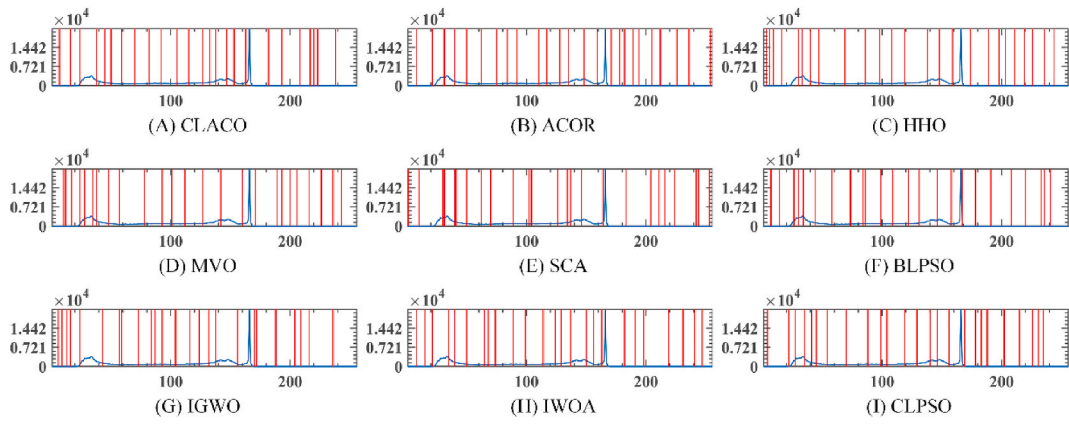 ×10⁴ ×10⁴ ×10⁴
1.442 1.442 1.442
0.721 0.721 0.721
0 0 0
100 200 100 200 100 200
(A) CLACO (B) ACOR (C) HHO
×10⁴ ×10⁴ ×10⁴
1.442 1.442 1.442
0.721 0.721 0.721
0 0 0
100 200 100 200 100 200
(D) MVO (E) SCA (F) BLPSO
×10⁴ ×10⁴ ×10⁴
1.442 1.442 1.442
0.721 0.721 0.721
0 0 0
100 200 100 200 100 200
(G) IGWO (H) IWOA (I) CLPSO